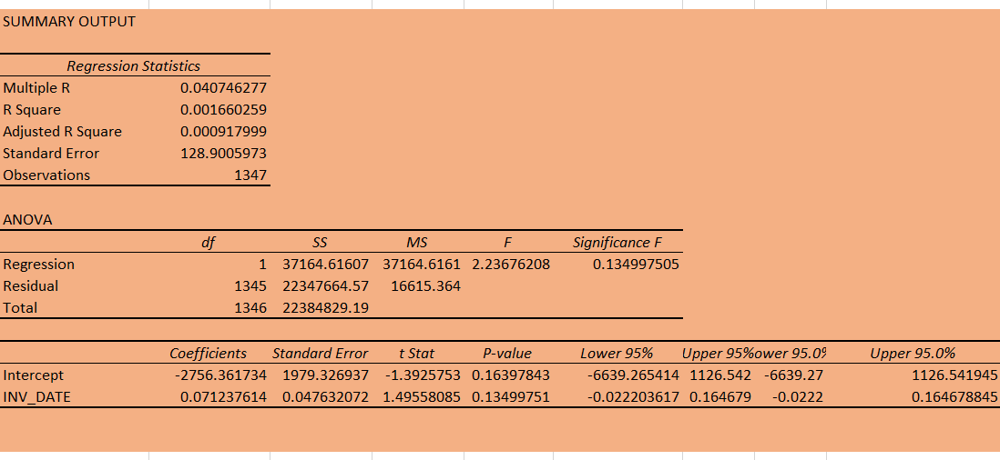 SUMMARY OUTPUT
Regression Statistics
Multiple R 0.040746277
R Square 0.001660259
Adjusted R Square 0.000917999
Standard Error 128.9005973
Observations 1347
ANOVA
df SS MS F Significance F
Regression 1 37164.61607 37164.6161 2.23676208 0.134997505
Residual 1345 22347664.57 16615.364
Total 1346 22384829.19
Coefficients Standard Error t Stat P-value Lower 95% Upper 95% ower 95.0% Upper 95.0%
Intercept -2756.361734 1979.326937 -1.3925753 0.16397843 -6639.265414 1126.542 -6639.27 1126.541945
INV_DATE 0.071237614 0.047632072 1.49558085 0.13499751 -0.022203617 0.164679 -0.0222 0.164678845